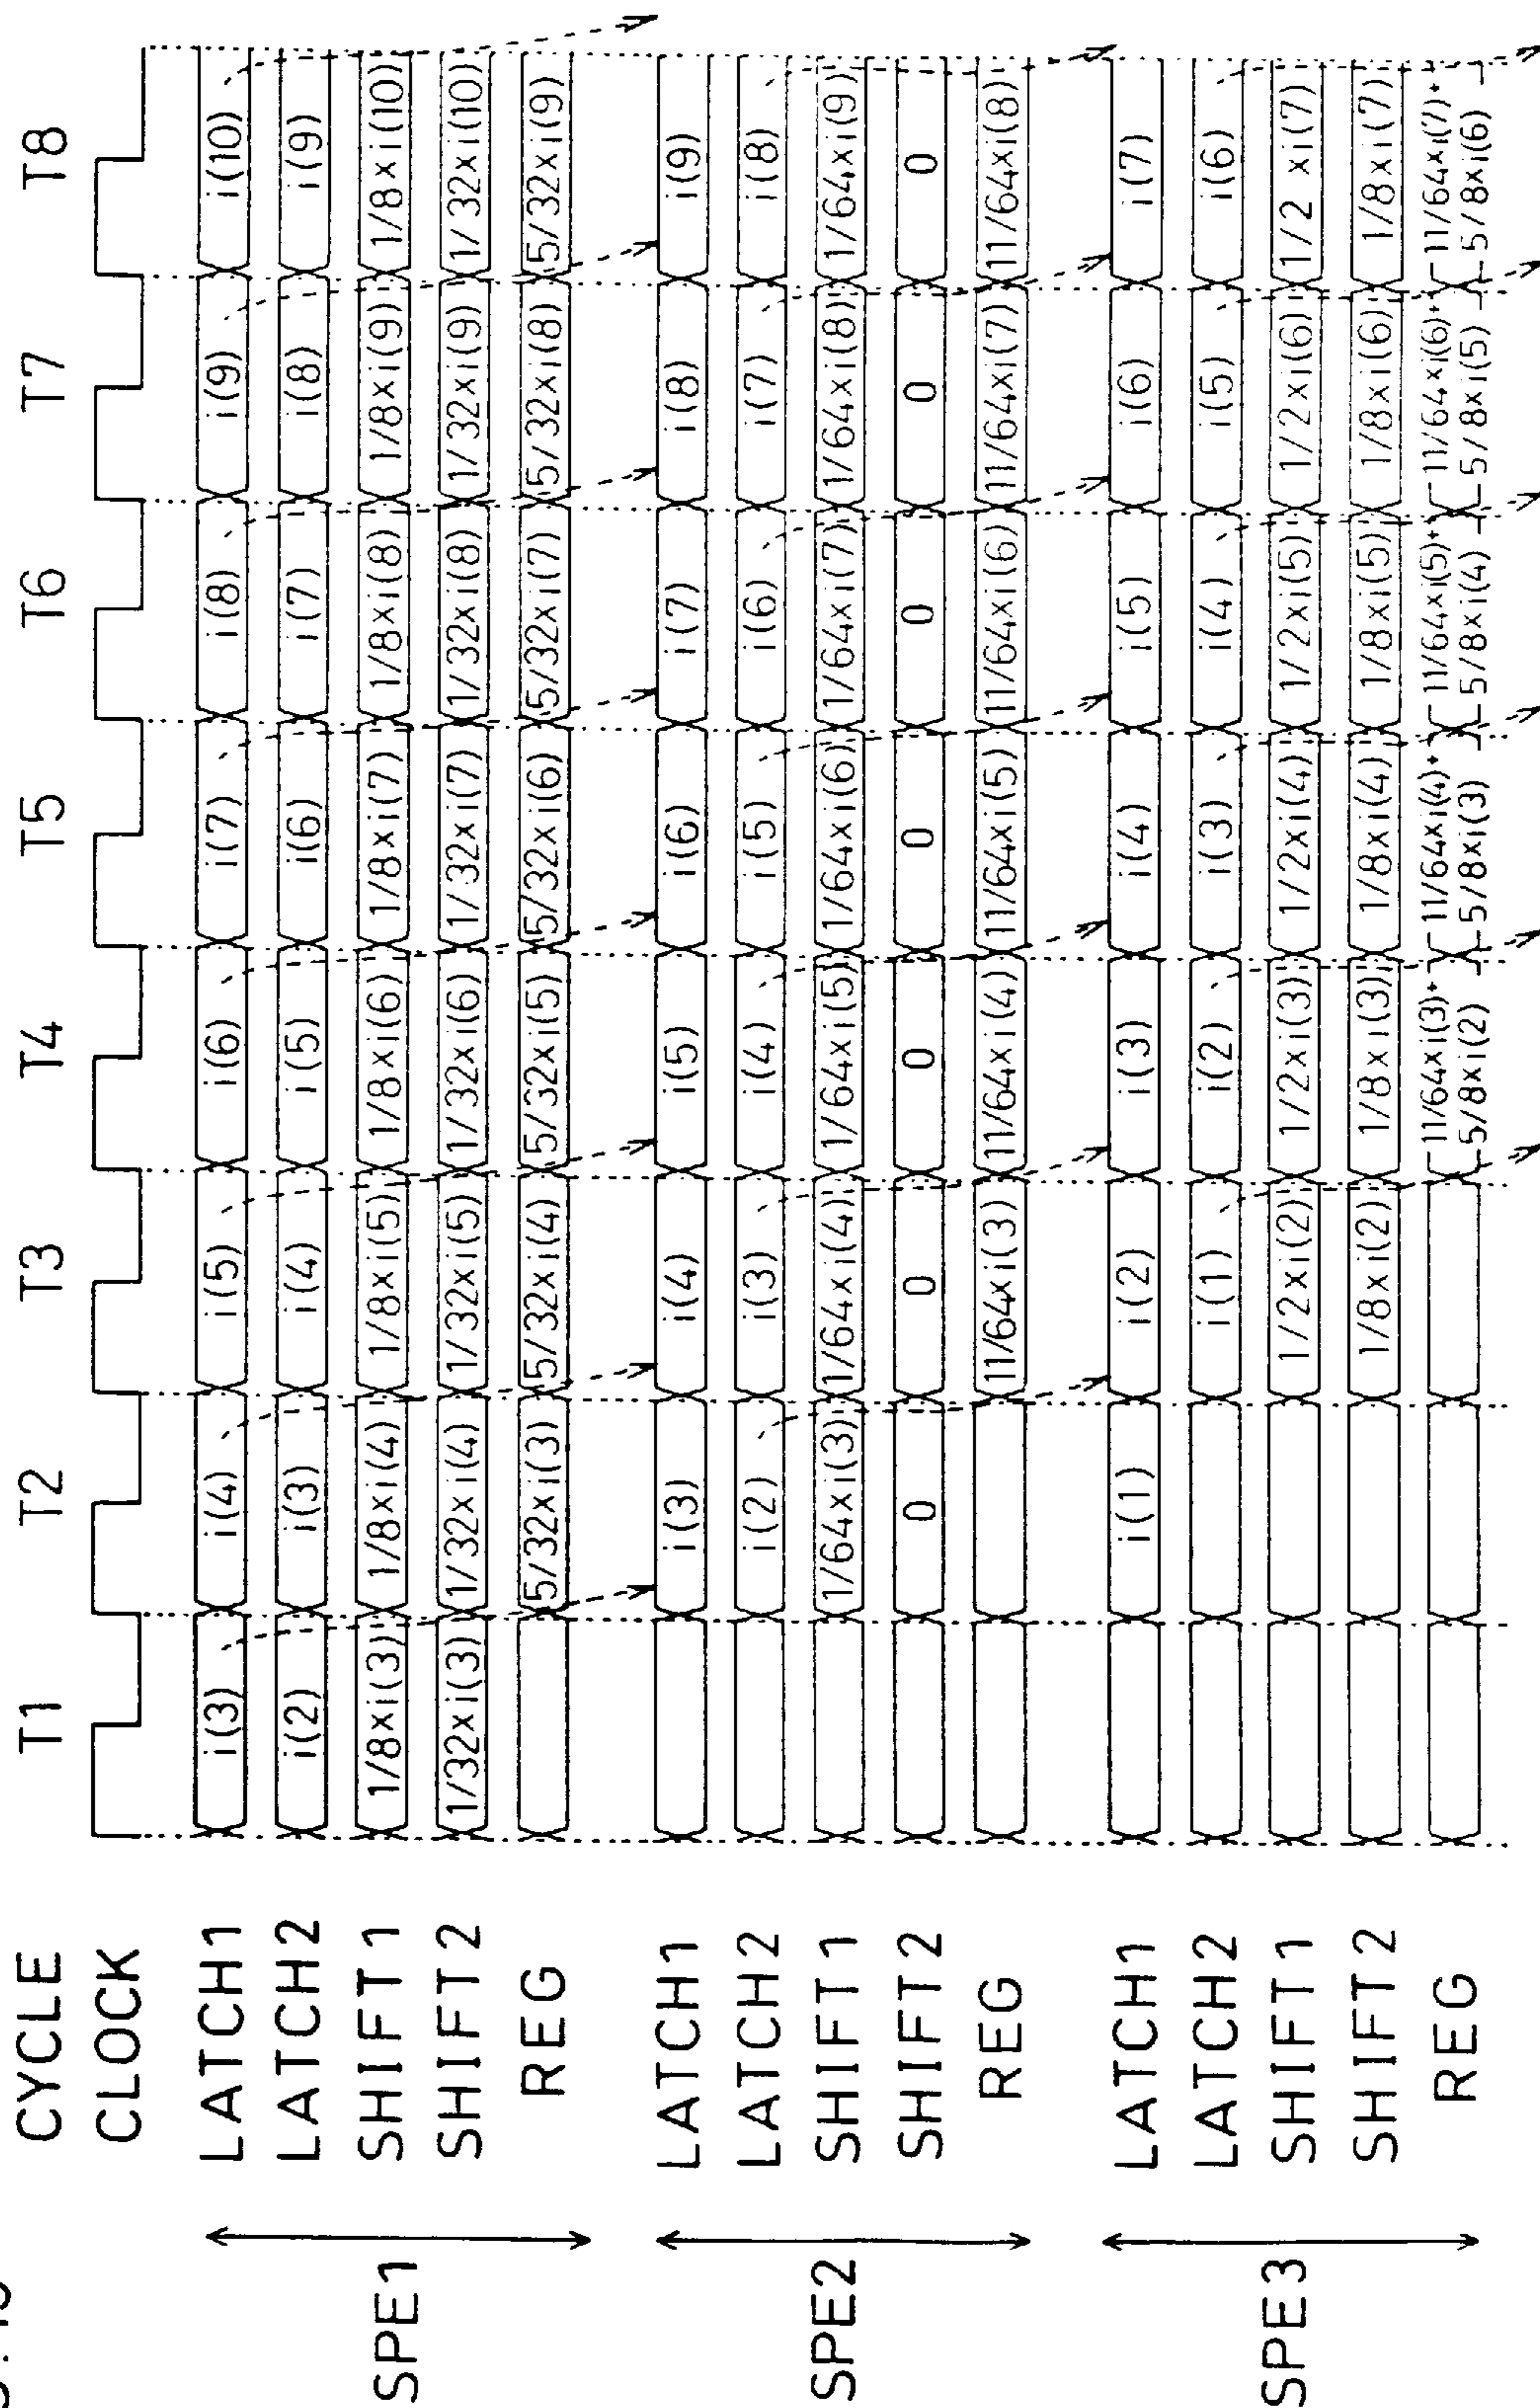 CYCLE T1 T2 T3 T4 T5 T6 T7 T8
CLOCK
SPE1
LATCH1 i(3) i(4) i(5) i(6) i(7) i(8) i(9) i(10)
LATCH2 i(2) i(3) i(4) i(5) i(6) i(7) i(8) i(9)
SHIFT1 1/8×i(3) 1/8×i(4) 1/8×i(5) 1/8×i(6) 1/8×i(7) 1/8×i(8) 1/8×i(9) 1/8×i(10)
SHIFT2 1/32×i(3) 1/32×i(4) 1/32×i(5) 1/32×i(6) 1/32×i(7) 1/32×i(8) 1/32×i(9) 1/32×i(10)
REG 5/32×i(3) 5/32×i(4) 5/32×i(5) 5/32×i(6) 5/32×i(7) 5/32×i(8) 5/32×i(9)
SPE2
LATCH1 i(3) i(4) i(5) i(6) i(7) i(8) i(9)
LATCH2 i(2) i(3) i(4) i(5) i(6) i(7) i(8)
SHIFT1 1/64×i(3) 1/64×i(4) 1/64×i(5) 1/64×i(6) 1/64×i(7) 1/64×i(8) 1/64×i(9)
SHIFT2 0 0 0 0 0 0 0
REG 11/64×i(3) 11/64×i(4) 11/64×i(5) 11/64×i(6) 11/64×i(7) 11/64×i(8)
SPE3
LATCH1 i(1) i(2) i(3) i(4) i(5) i(6) i(7)
LATCH2 i(1) i(2) i(3) i(4) i(5) i(6)
SHIFT1 1/2×i(2) 1/2×i(3) 1/2×i(4) 1/2×i(5) 1/2×i(6) 1/2 ×i(7)
SHIFT2 1/8×i(2) 1/8×i(3) 1/8×i(4) 1/8×i(5) 1/8×i(6) 1/8×i(7)
REG 11/64×i(3)+ 11/64×i(4)+ 11/64×i(5)+ 11/64×i(6)+ 11/64×i(7)+
5/8×i(2) 5/8×i(3) 5/8×i(4) 5/8×i(5) 5/8×i(6)